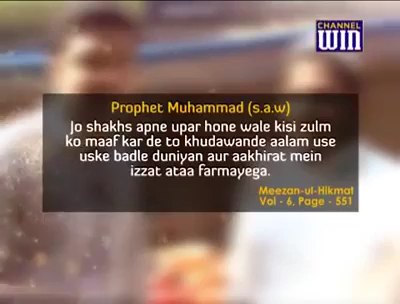 CHANNEL
WIN
Prophet Muhammad (s.a.w)
Jo shakhs apne upar hone wale kisi zulm
ko maaf kar de to khudawande aalam use
uske badle duniyan aur aakhirat mein
izzat ataa farmayega.
Meezan-ul-Hikmat
Vol - 6, Page - 551